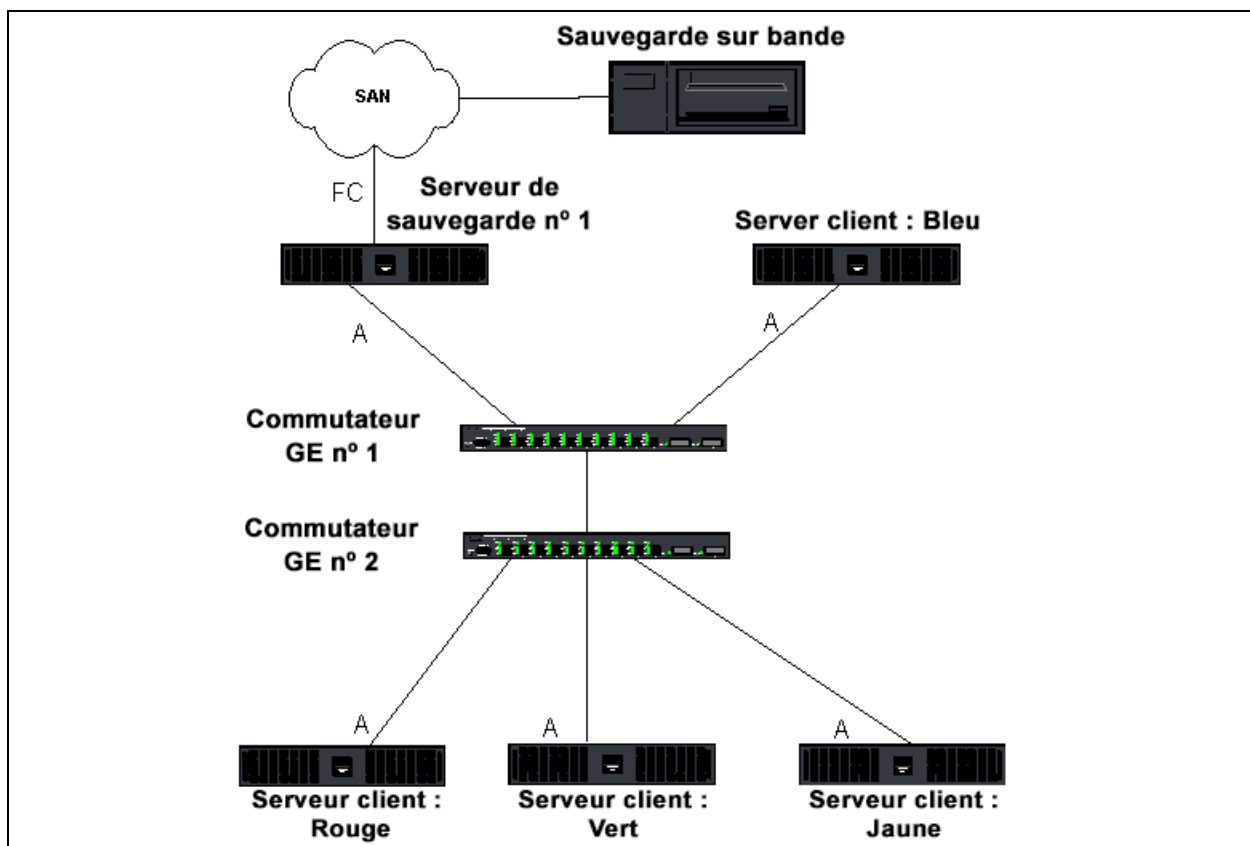 Sauvegarde sur bande
SAN
FC
Serveur de
sauvegarde nº 1
Server client : Bleu
A
A
Commutateur
GE nº 1
Commutateur
GE nº 2
A
A
A
Serveur client :
Rouge
Serveur client :
Vert
Serveur client :
Jaune